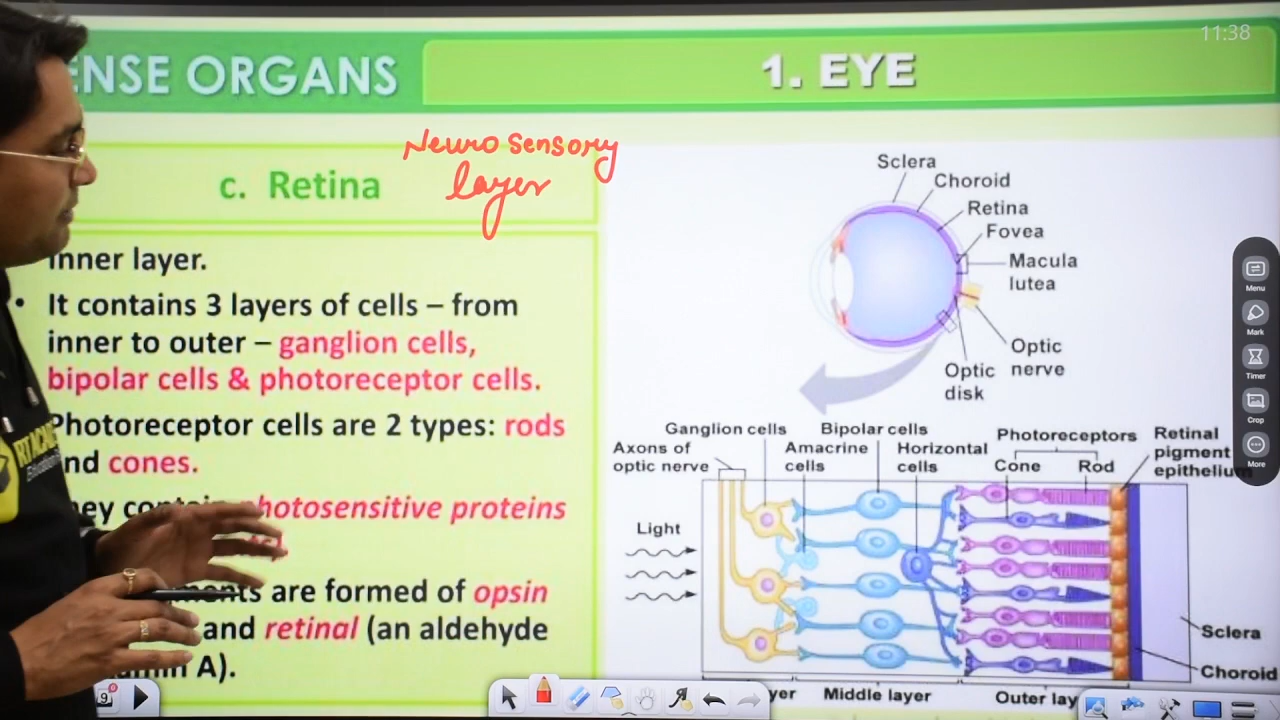 11:38
ENSE ORGANS
1. EYE
Neuro sensory
layer
c. Retina
Inner layer.
• It contains 3 layers of cells – from
inner to outer – ganglion cells,
bipolar cells & photoreceptor cells.
Photoreceptor cells are 2 types: rods
and cones.
photosensitive proteins
are formed of opsin
and retinal (an aldehyde
A).
Sclera
Choroid
Retina
Fovea
Macula
lutea
Optic
nerve
Optic
disk
Ganglion cells
Bipolar cells
Axons of
optic nerve
Amacrine
cells
Horizontal
cells
Photoreceptors
Cone
Rod
Retinal
pigment
epithelium
Light
Sclera
Choroid
Middle layer
Outer lay
Menu
Mark
Timer
Crop
More